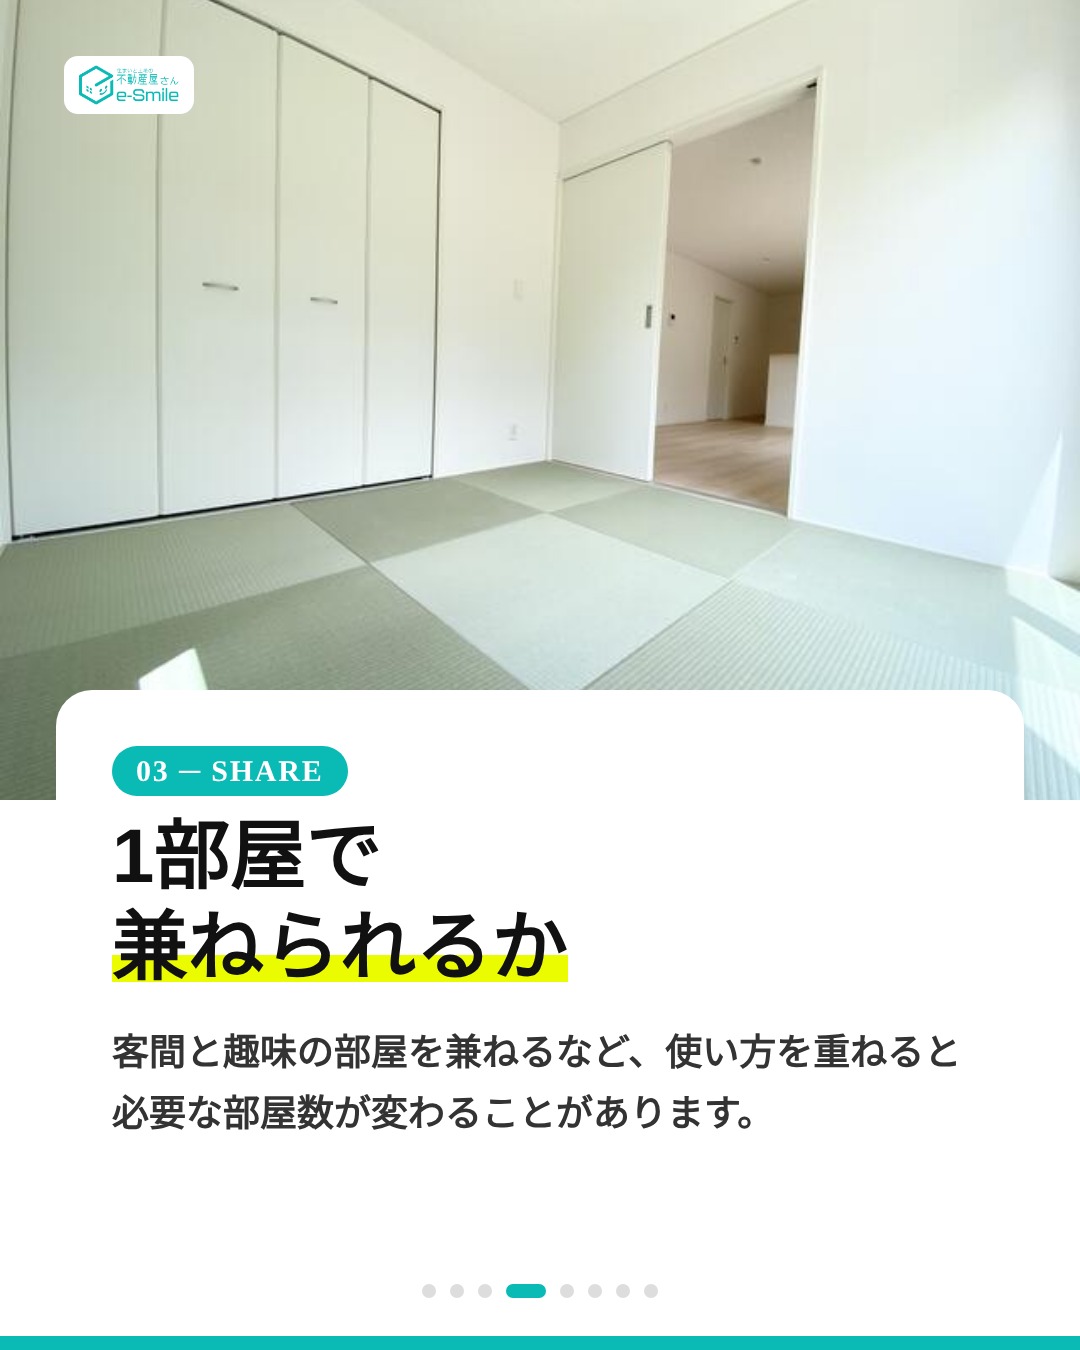 不動産屋さん
e-Smile
03 — SHARE
1部屋で
兼ねられるか
客間と趣味の部屋を兼ねるなど、使い方を重ねると
必要な部屋数が変わることがあります。